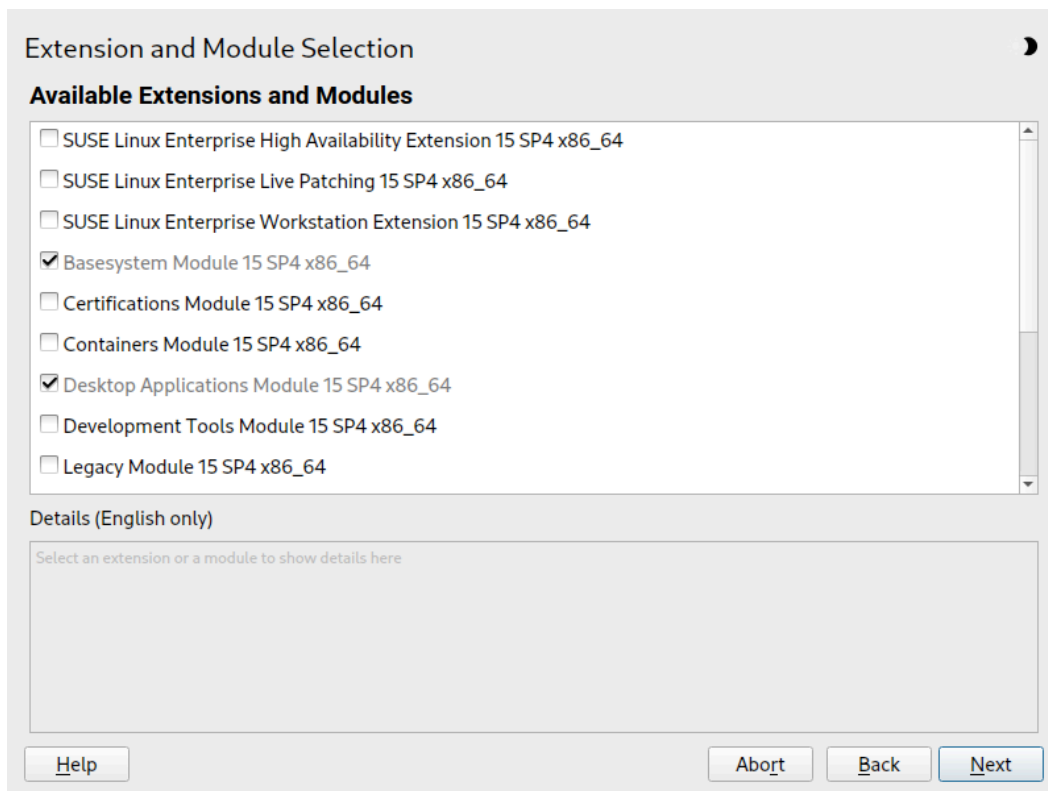 Extension and Module Selection
Available Extensions and Modules
SUSE Linux Enterprise High Availability Extension 15 SP4 x86_64
SUSE Linux Enterprise Live Patching 15 SP4 x86_64
SUSE Linux Enterprise Workstation Extension 15 SP4 x86_64
Basesystem Module 15 SP4 x86_64
Certifications Module 15 SP4 x86_64
Containers Module 15 SP4 x86_64
Desktop Applications Module 15 SP4 x86_64
Development Tools Module 15 SP4 x86_64
Legacy Module 15 SP4 x86_64
Details (English only)
Select an extension or a module to show details here
Help Abort Back Next